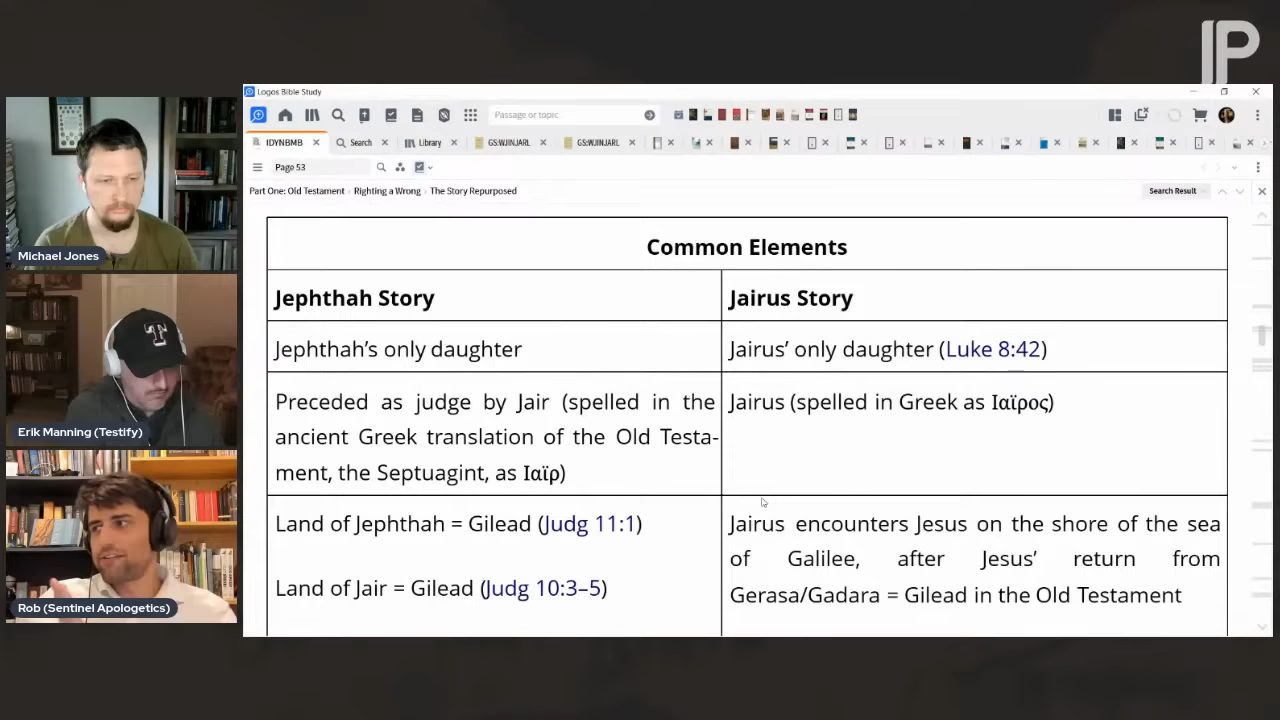 IP
Logos Bible Study
Passage or topic
IDYNBMB
Search
Library
GS:WJINJARL
GS:WJINJARL
Page 53
Part One: Old Testament › Righting a Wrong › The Story Repurposed
Search Result
Common Elements
Jephthah Story
Jairus Story
Jephthah's only daughter
Jairus' only daughter (Luke 8:42)
Preceded as judge by Jair (spelled in the
ancient Greek translation of the Old Testa-
ment, the Septuagint, as Ιαϊρ)
Jairus (spelled in Greek as Ιαϊρος)
Land of Jephthah = Gilead (Judg 11:1)
Land of Jair = Gilead (Judg 10:3–5)
Jairus encounters Jesus on the shore of the sea
of Galilee, after Jesus' return from
Gerasa/Gadara = Gilead in the Old Testament
Michael Jones
T
Erik Manning (Testify)
Rob (Sentinel Apologetics)